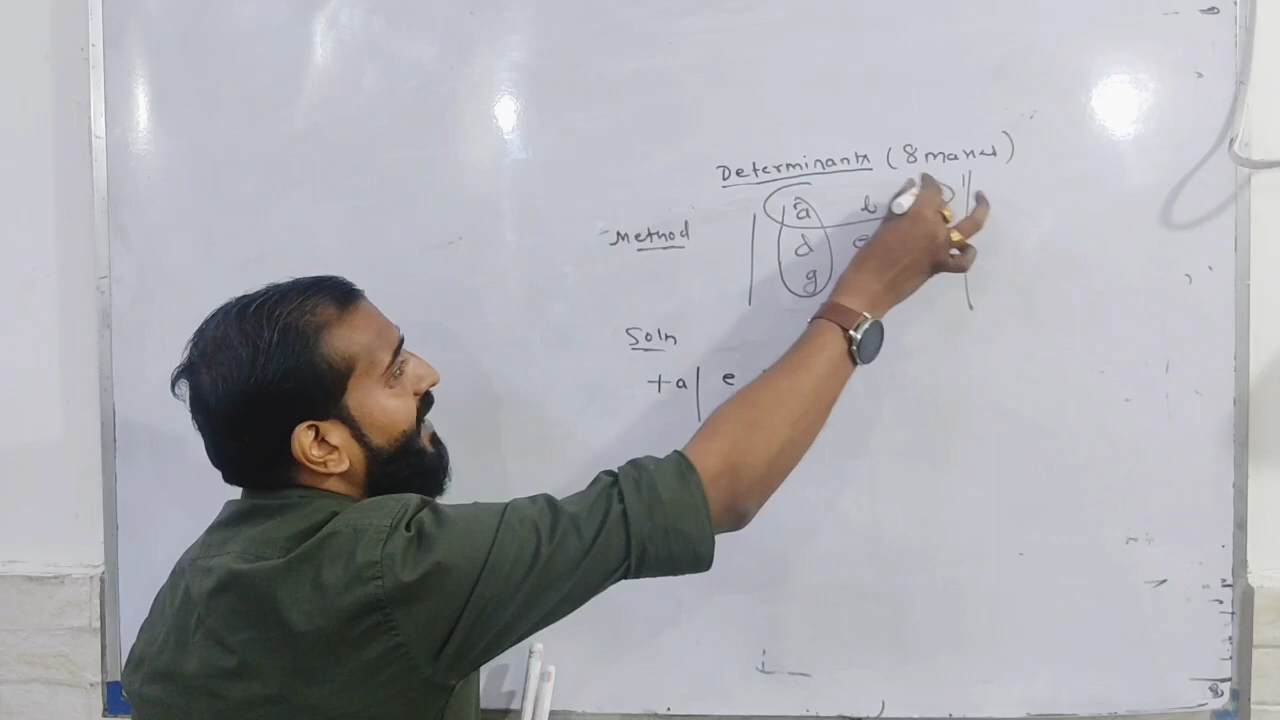 Determinants (8 marks)
Method
a b
d e
g
Soln
+a| e